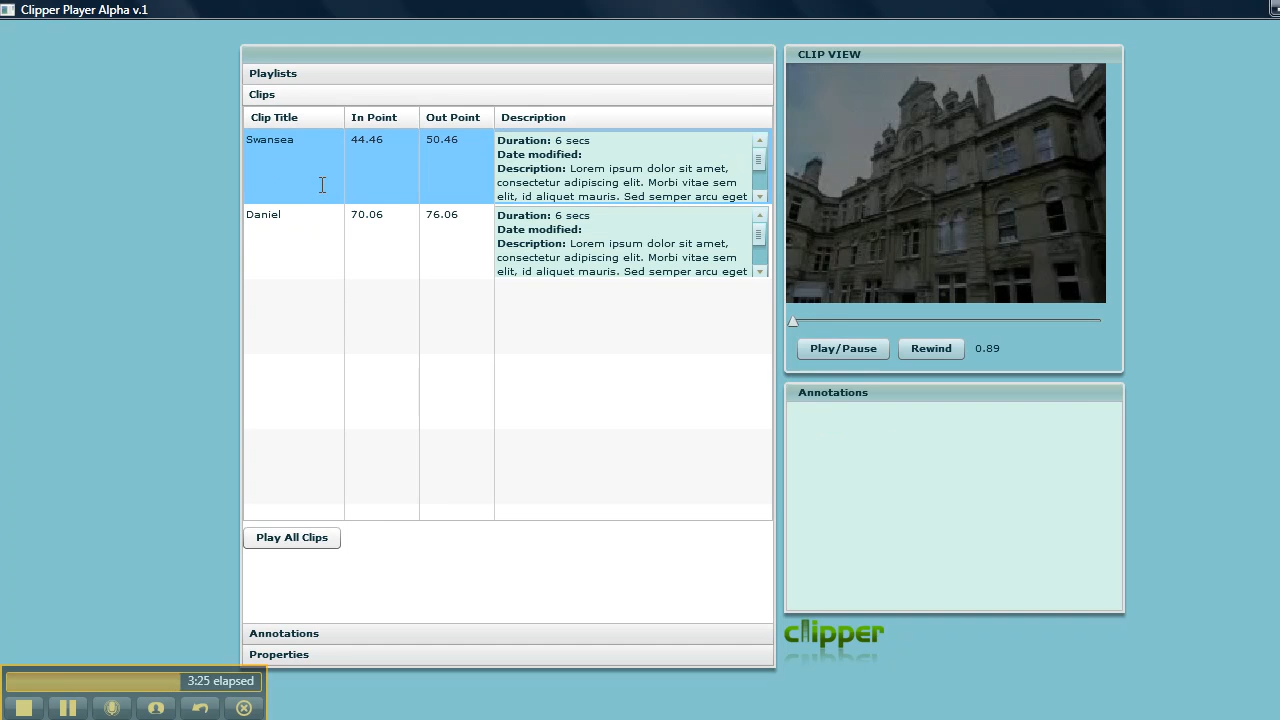 Clipper Player Alpha v.1
Playlists
Clips
Clip Title In Point Out Point Description
Swansea 44.46 50.46 Duration: 6 secs
Date modified:
Description: Lorem ipsum dolor sit amet,
consectetur adipiscing elit. Morbi vitae sem
elit, id aliquet mauris. Sed semper arcu eget
Daniel 70.06 76.06 Duration: 6 secs
Date modified:
Description: Lorem ipsum dolor sit amet,
consectetur adipiscing elit. Morbi vitae sem
elit, id aliquet mauris. Sed semper arcu eget
Play All Clips
Annotations
Properties
CLIP VIEW
Play/Pause Rewind 0.89
Annotations
clipper
3:25 elapsed